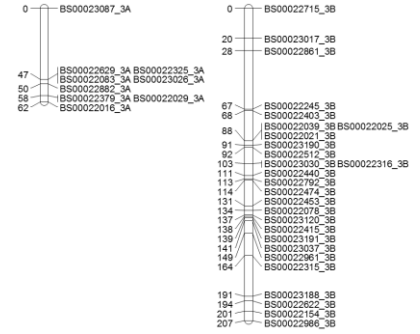 0 BS00023087_3A
BS00022629_3A BS00022325_3A
47 BS00022083_3A BS00023026_3A
50 BS00022882_3A
58 BS00022379_3A BS00022029_3A
62 BS00022016_3A
0 BS00022715_3B
20 BS00023017_3B
28 BS00022861_3B
67 BS00022245_3B
68 BS00022403_3B
88 BS00022039_3B BS00022025_3B
BS00022021_3B
91 BS00023190_3B
92 BS00022512_3B
103 BS00023030_3B BS00022316_3B
111 BS00022440_3B
113 BS00022792_3B
114 BS00022474_3B
131 BS00022453_3B
134 BS00022078_3B
137 BS00023120_3B
138 BS00022415_3B
139 BS00023191_3B
141 BS00023037_3B
149 BS00022961_3B
164 BS00022315_3B
191 BS00023188_3B
194 BS00022622_3B
201 BS00022154_3B
207 BS00022986_3B